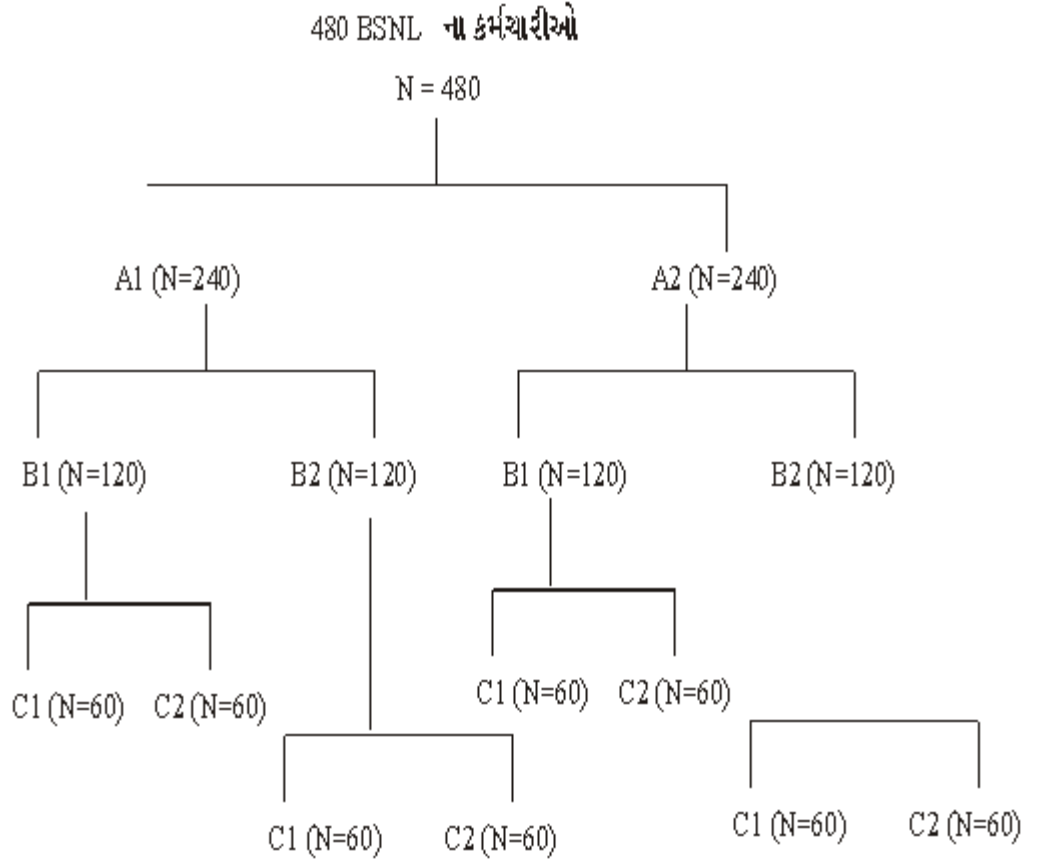 480 BSNL ના કર્મચારીઓ
N = 480
A1 (N=240) A2 (N=240)
B1 (N=120) B2 (N=120) B1 (N=120) B2 (N=120)
C1 (N=60) C2 (N=60) C1 (N=60) C2 (N=60)
C1 (N=60) C2 (N=60) C1 (N=60) C2 (N=60)